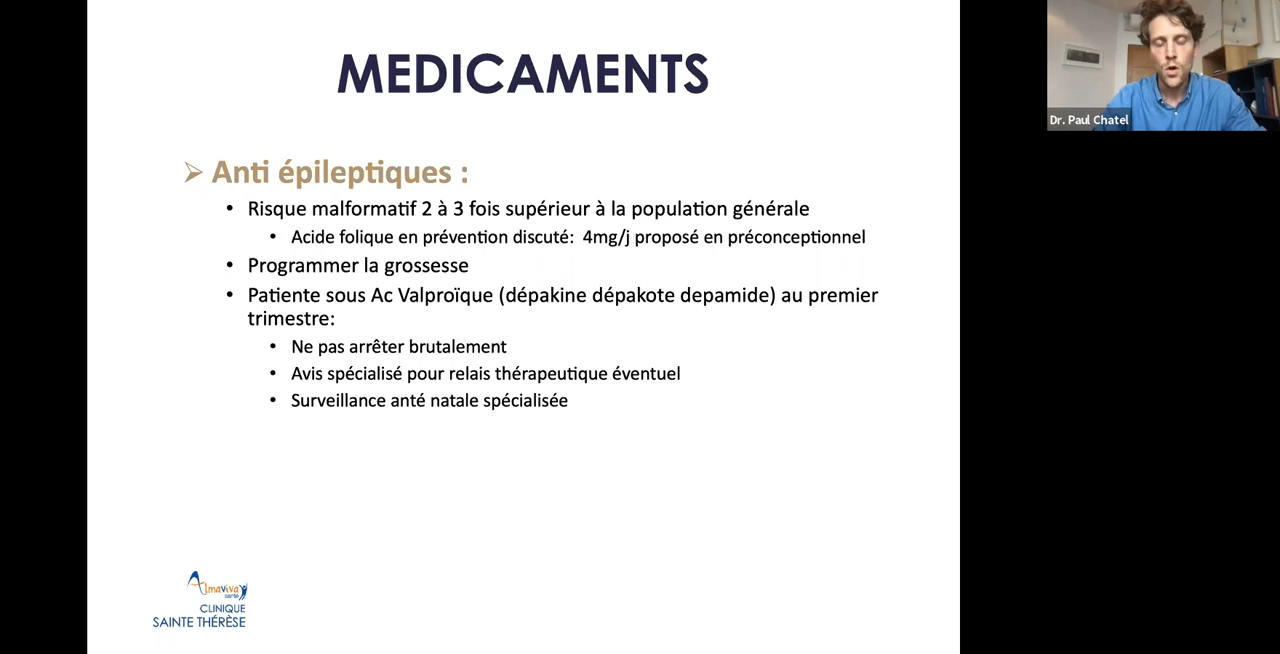 MEDICAMENTS
Dr. Paul Chatel
Anti épileptiques :
Risque malformatif 2 à 3 fois supérieur à la population générale
Acide folique en prévention discuté: 4mg/j proposé en préconceptionnel
Programmer la grossesse
Patiente sous Ac Valproïque (dépakine dépakote depamide) au premier
trimestre:
Ne pas arrêter brutalement
Avis spécialisé pour relais thérapeutique éventuel
Surveillance anté natale spécialisée
Almaviva
santé
CLINIQUE
SAINTE THÉRÈSE